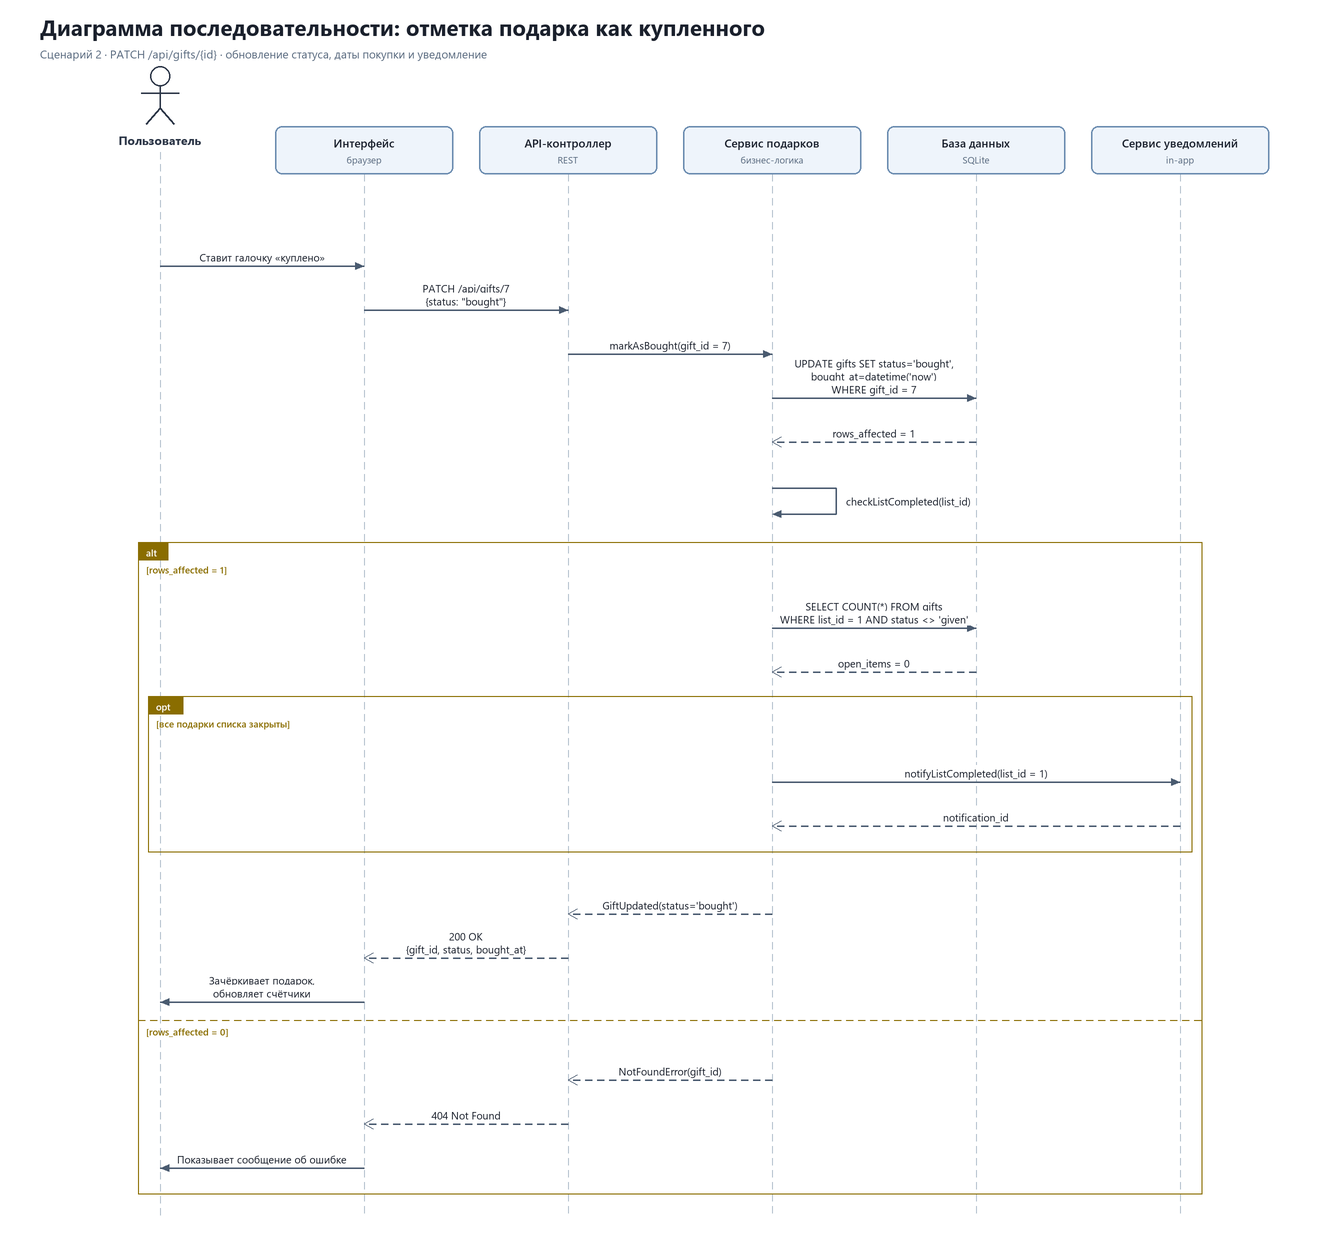 Диаграмма последовательности: отметка подарка как купленного
Сценарий 2 · PATCH /api/gifts/{id} · обновление статуса, даты покупки и уведомление
Пользователь
Интерфейс
браузер
API-контроллер
REST
Сервис подарков
бизнес-логика
База данных
SQLite
Сервис уведомлений
in-app
Ставит галочку «куплено»
PATCH /api/gifts/7
{status: "bought"}
markAsBought(gift_id = 7)
UPDATE gifts SET status='bought',
bought_at=datetime('now')
WHERE gift_id = 7
rows_affected = 1
checkListCompleted(list_id)
alt
[rows_affected = 1]
SELECT COUNT(*) FROM gifts
WHERE list_id = 1 AND status <> 'given'
open_items = 0
opt
[все подарки списка закрыты]
notifyListCompleted(list_id = 1)
notification_id
GiftUpdated(status='bought')
200 OK
{gift_id, status, bought_at}
Зачёркивает подарок,
обновляет счётчики
[rows_affected = 0]
NotFoundError(gift_id)
404 Not Found
Показывает сообщение об ошибке